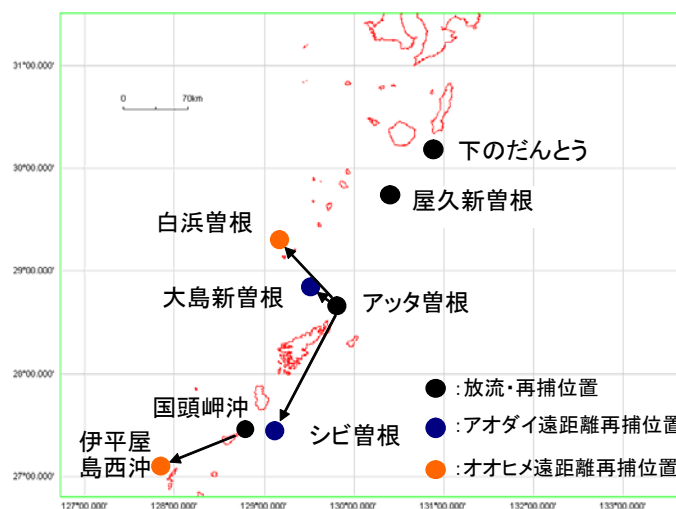 31°00.000'
0 70km
下のだんとう
30°00.000'
屋久新曽根
白浜曽根
29°00.000'
大島新曽根
アッタ曽根
28°00.000'
●:放流・再捕位置
国頭岬沖
シビ曽根
●:アオダイ遠距離再捕位置
伊平屋
島西沖
●:オオヒメ遠距離再捕位置
27°00.000'
127°00.000' 128°00.000' 129°00.000' 130°00.000' 131°00.000' 132°00.000' 133°00.000'